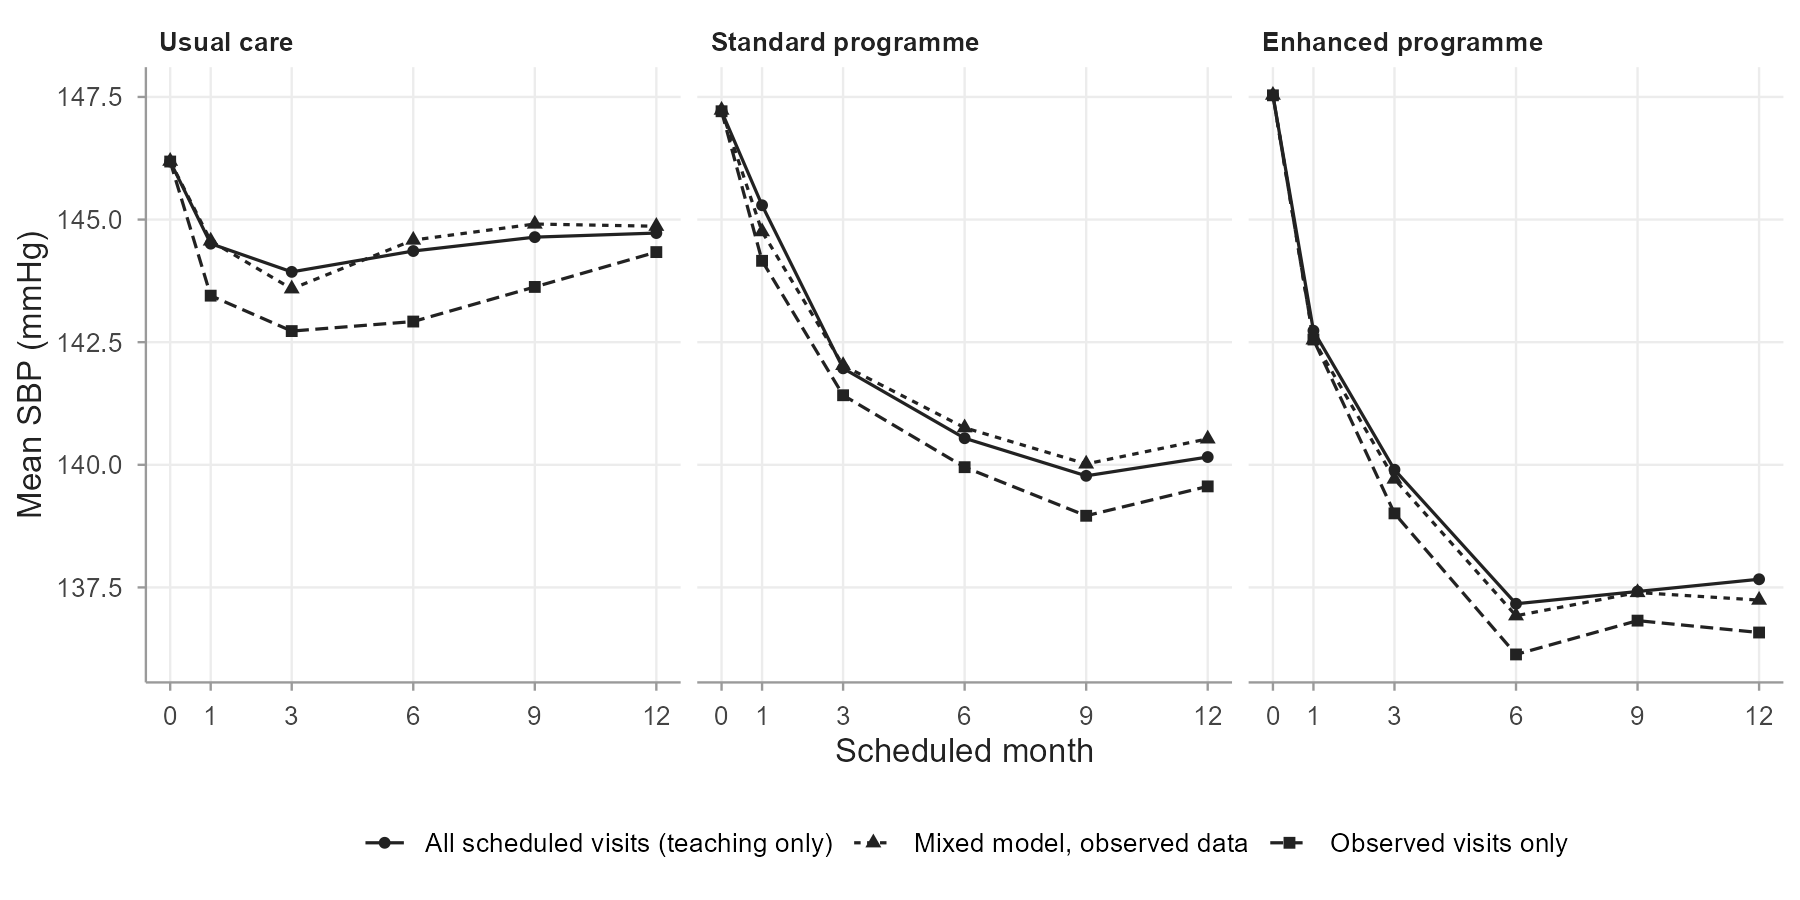 Usual care Standard programme Enhanced programme
Mean SBP (mmHg)
147.5
145.0
142.5
140.0
137.5
0 1 3 6 9 12 0 1 3 6 9 12 0 1 3 6 9 12
Scheduled month
All scheduled visits (teaching only) Mixed model, observed data Observed visits only